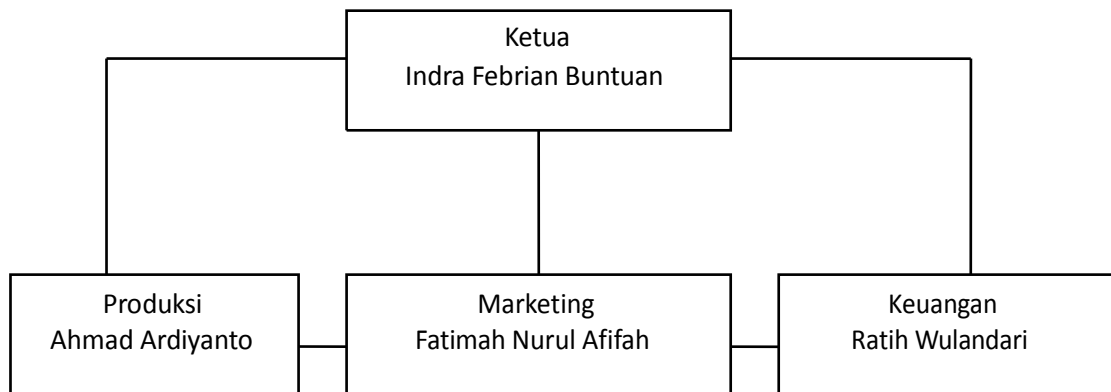 Ketua
Indra Febrian Buntuan
Produksi
Ahmad Ardiyanto
Marketing
Fatimah Nurul Afifah
Keuangan
Ratih Wulandari